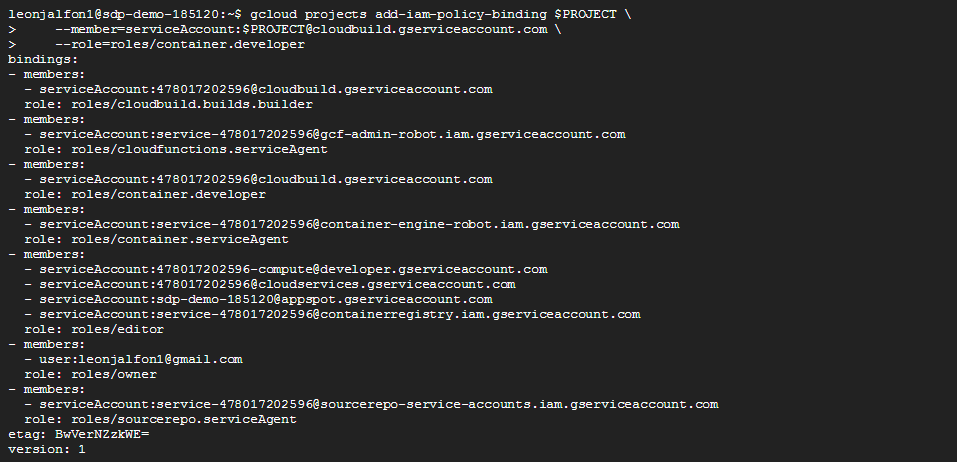 leonjalfon1@sdp-demo-185120:~$ gcloud projects add-iam-policy-binding $PROJECT \
>     --member=serviceAccount:$PROJECT@cloudbuild.gserviceaccount.com \
>     --role=roles/container.developer
bindings:
- members:
  - serviceAccount:478017202596@cloudbuild.gserviceaccount.com
  role: roles/cloudbuild.builds.builder
- members:
  - serviceAccount:service-478017202596@gcf-admin-robot.iam.gserviceaccount.com
  role: roles/cloudfunctions.serviceAgent
- members:
  - serviceAccount:478017202596@cloudbuild.gserviceaccount.com
  role: roles/container.developer
- members:
  - serviceAccount:service-478017202596@container-engine-robot.iam.gserviceaccount.com
  role: roles/container.serviceAgent
- members:
  - serviceAccount:478017202596-compute@developer.gserviceaccount.com
  - serviceAccount:478017202596@cloudservices.gserviceaccount.com
  - serviceAccount:sdp-demo-185120@appspot.gserviceaccount.com
  - serviceAccount:service-478017202596@containerregistry.iam.gserviceaccount.com
  role: roles/editor
- members:
  - user:leonjalfon1@gmail.com
  role: roles/owner
- members:
  - serviceAccount:service-478017202596@sourcerepo-service-accounts.iam.gserviceaccount.com
  role: roles/sourcerepo.serviceAgent
etag: BwVerNZzkWE=
version: 1